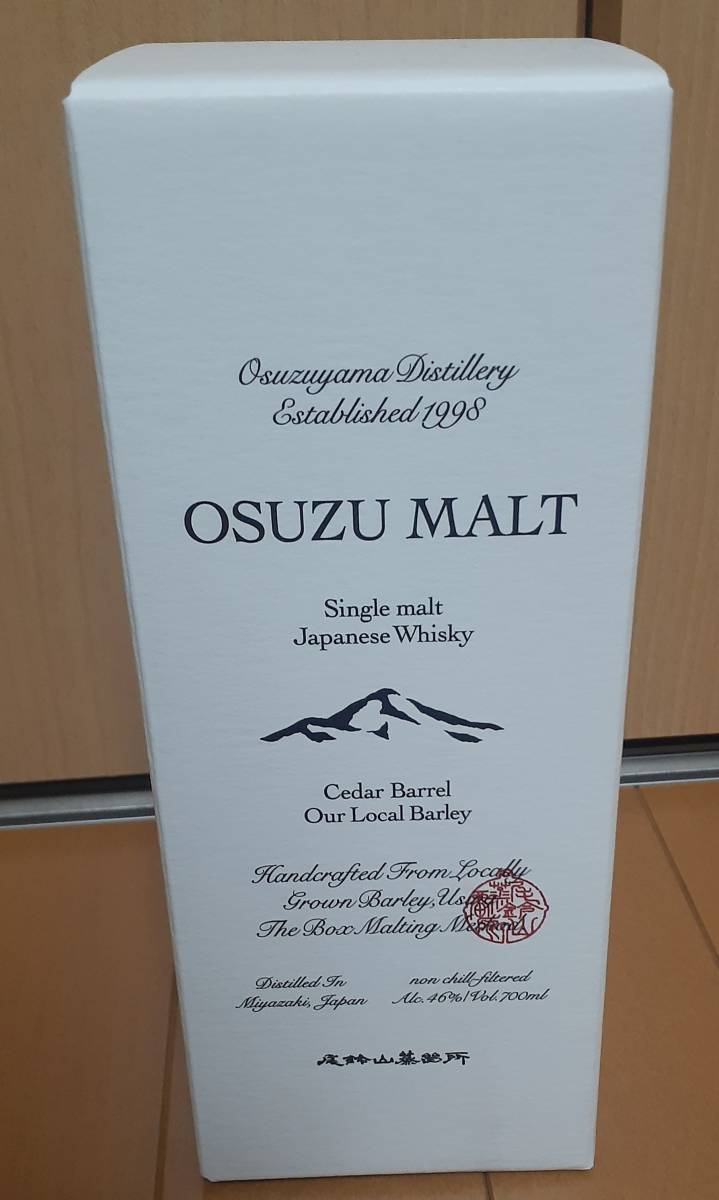 Osuzuyama Distillery
Established 1998
OSUZU MALT
Single malt
Japanese Whisky
Cedar Barrel
Our Local Barley
Handcrafted From Locally
Grown Barley, Using
The Box Malting Method
Distilled In
Miyazaki, Japan
non chill-filtered
Alc. 46%/Vol. 700ml
尾鈴山蒸留所